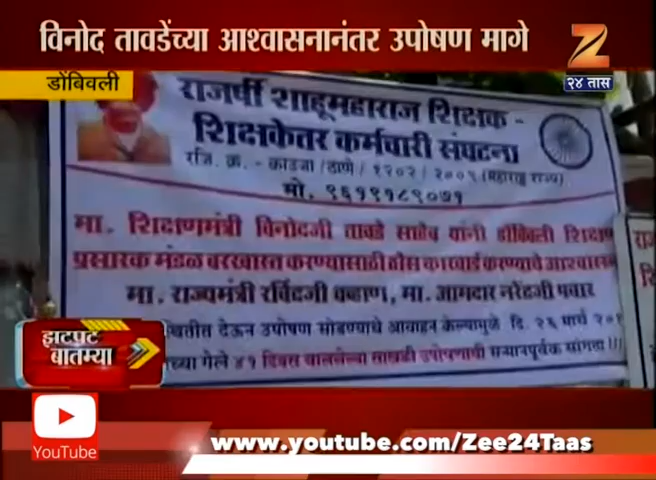 विनोद तावडेंच्या आश्वासनानंतर उपोषण मागे
२४ तास
डोंबिवली
राजर्षी शाहूमहाराज शिक्षक -
शिक्षकेतर कर्मचारी संघटना
मो. ९६१९१८९०७१
मा. शिक्षणमंत्री विनोदजी तावडे साहेब यांनी डोंबिवली शिक्षण
प्रसारक मंडळ बरखास्त करण्यासाठी ठोस कारवाई करण्याचे आश्वासन
मा. राज्यमंत्री रविंद्रजी चव्हाण, मा. आमदार नरेंद्रजी पवार
देऊन उपोषण सोडण्याचे आवाहन केल्यामुळे दि. २६ मार्च
गेले ४१ दिवस चाललेल्या साखळी उपोषणाची सन्मानपूर्वक सांगता !!!
झटपट
बातम्या
YouTube
www.youtube.com/Zee24Taas